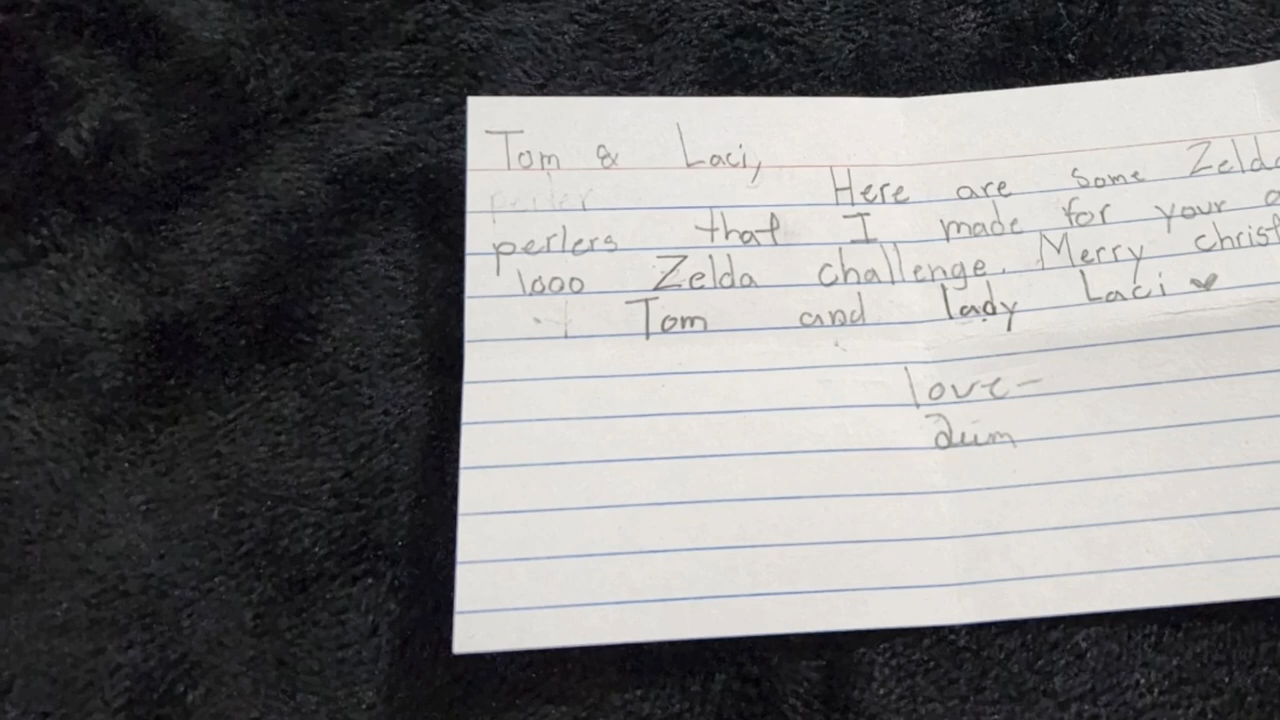 Tom & Laci,
Here are some Zelda
perlers that I made for your
1000 Zelda challenge. Merry christ
Tom and lady Laci ♥
love-